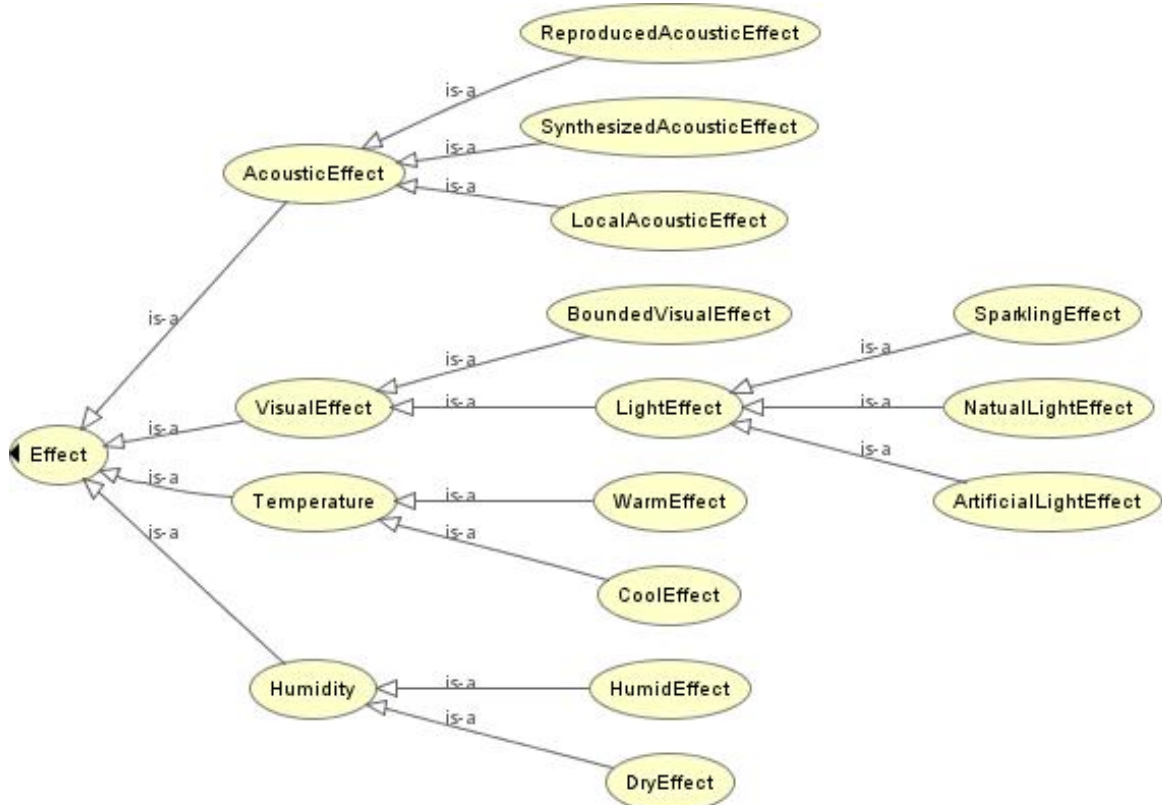 ReproducedAcousticEffect
is-a
SynthesizedAcousticEffect
is-a
AcousticEffect
is-a
LocalAcousticEffect
is-a
BoundedVisualEffect
SparklingEffect
is-a
is-a
VisualEffect
is-a
LightEffect
is-a
NatualLightEffect
is-a
Effect
is-a
is-a
Temperature
is-a
WarmEffect
ArtificialLightEffect
is-a
is-a
CoolEffect
Humidity
is-a
HumidEffect
is-a
DryEffect